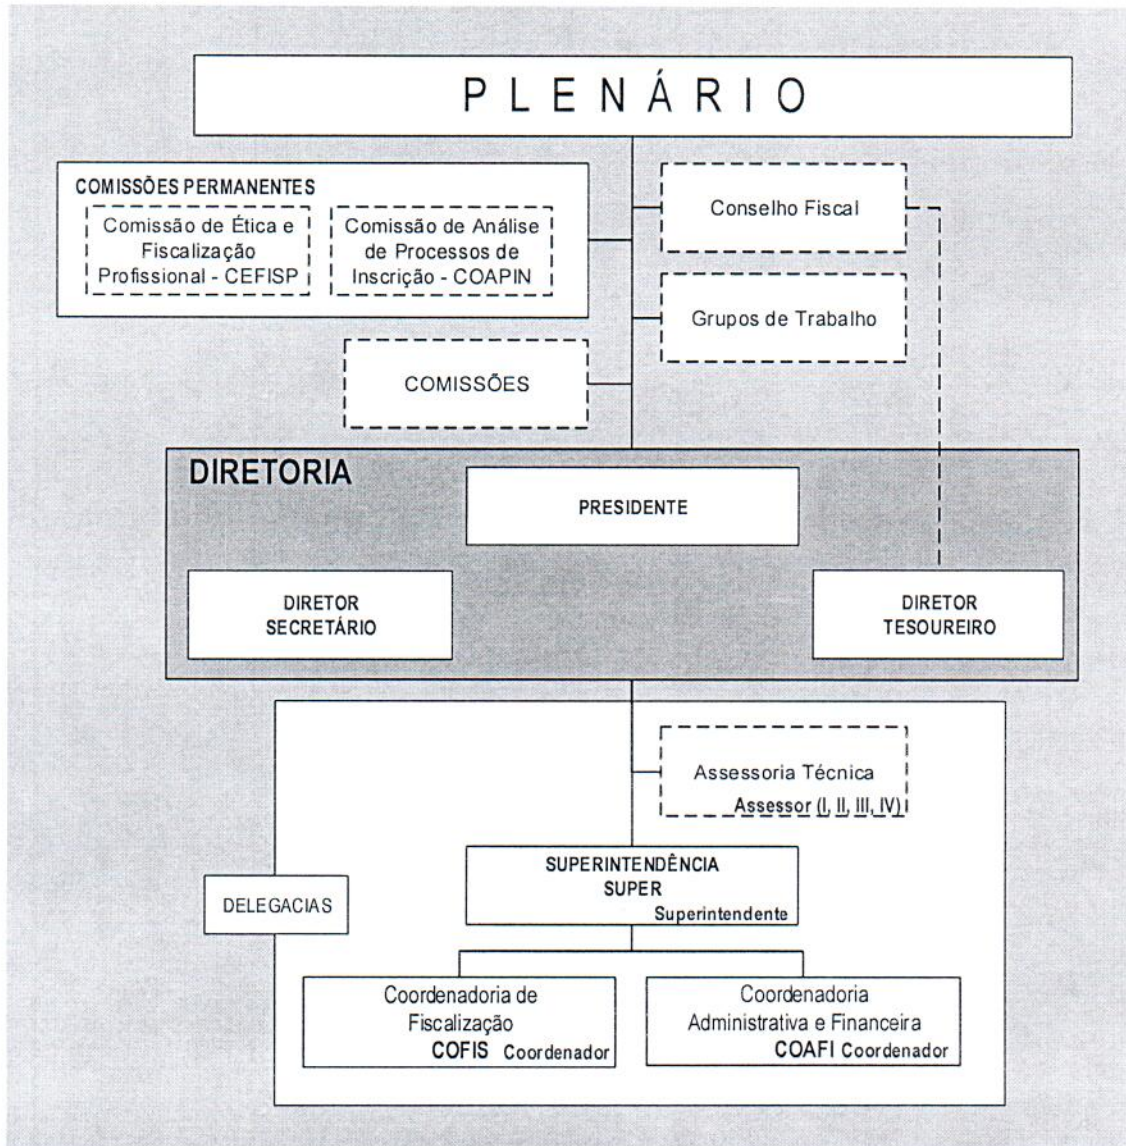 PLENÁRIO
COMISSÕES PERMANENTES
Comissão de Ética e
Fiscalização
Profissional - CEFISP
Comissão de Análise
de Processos de
Inscrição - COAPIN
Conselho Fiscal
Grupos de Trabalho
COMISSÕES
DIRETORIA
PRESIDENTE
DIRETOR
SECRETÁRIO
DIRETOR
TESOUREIRO
Assessoria Técnica
Assessor (I, II, III, IV)
SUPERINTENDÊNCIA
SUPER
Superintendente
DELEGACIAS
Coordenadoria de
Fiscalização
COFIS Coordenador
Coordenadoria
Administrativa e Financeira
COAFI Coordenador